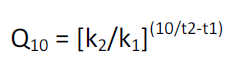 Q₁₀ = [k₂/k₁]⁽¹⁰/ᵗ²⁻ᵗ¹⁾